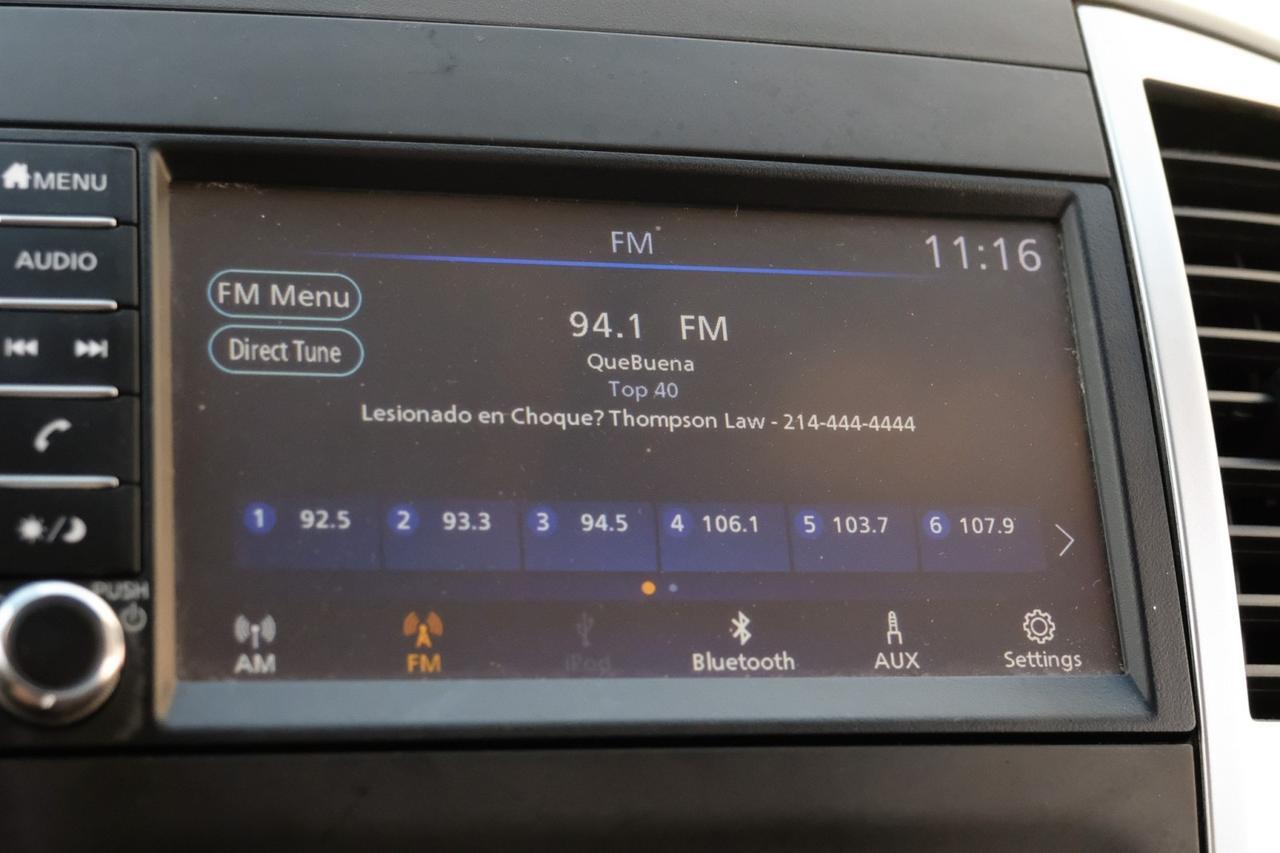 MENU
AUDIO
PUSH
FM
11:16
FM Menu
Direct Tune
94.1 FM
QueBuena
Top 40
Lesionado en Choque? Thompson Law - 214-444-4444
1 92.5 2 93.3 3 94.5 4 106.1 5 103.7 6 107.9
AM FM iPod Bluetooth AUX Settings